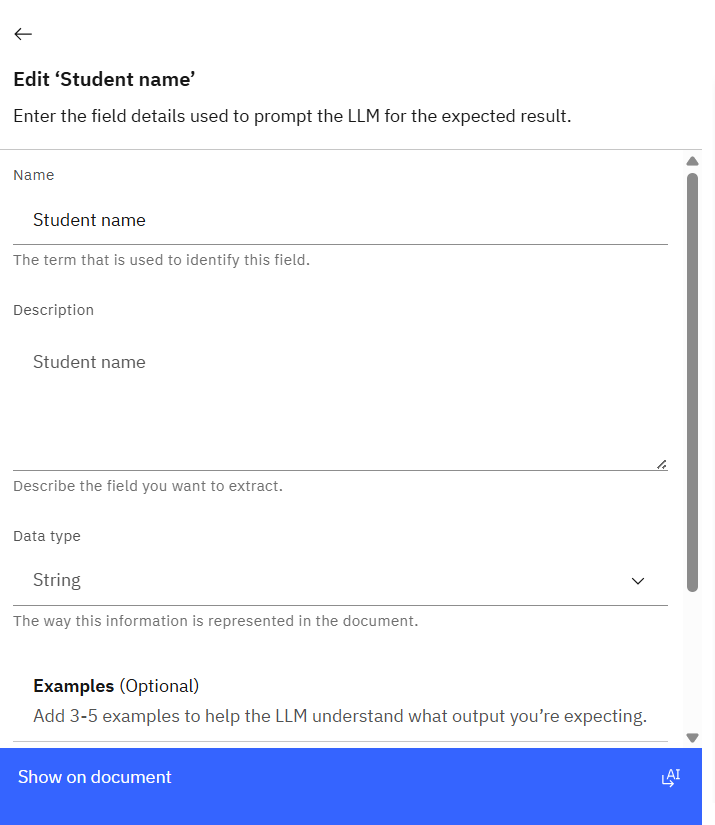 Edit ‘Student name’
Enter the field details used to prompt the LLM for the expected result.
Name
Student name
The term that is used to identify this field.
Description
Student name
Describe the field you want to extract.
Data type
String
The way this information is represented in the document.
Examples (Optional)
Add 3-5 examples to help the LLM understand what output you’re expecting.
Show on document
AI